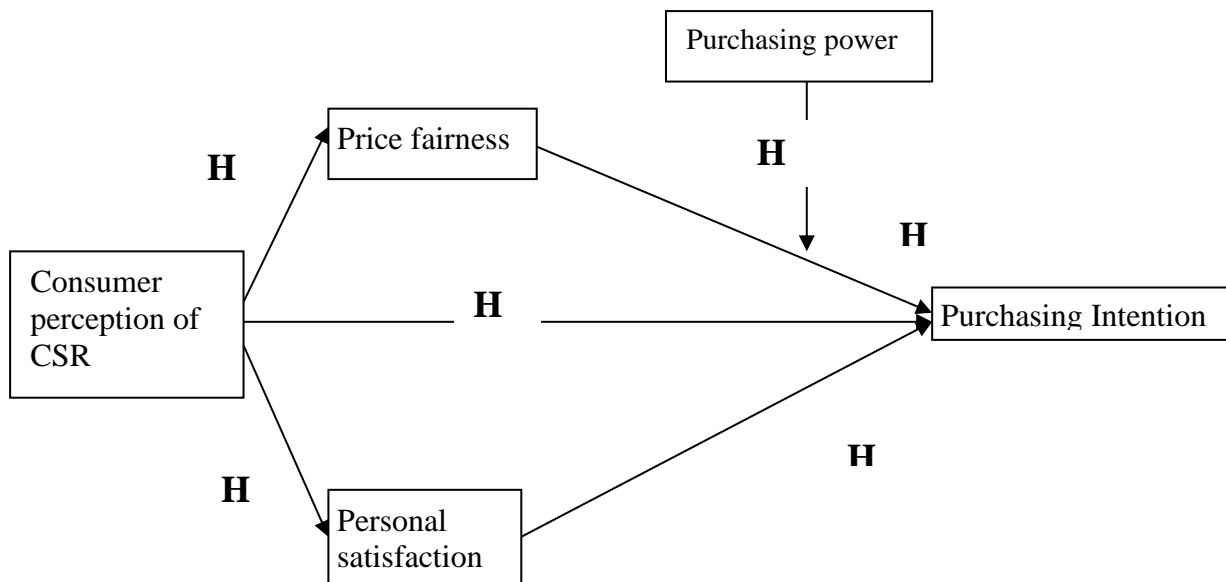 Purchasing power
Price fairness
H
H
H
Consumer
perception of
CSR
H
Purchasing Intention
H
H
Personal
satisfaction